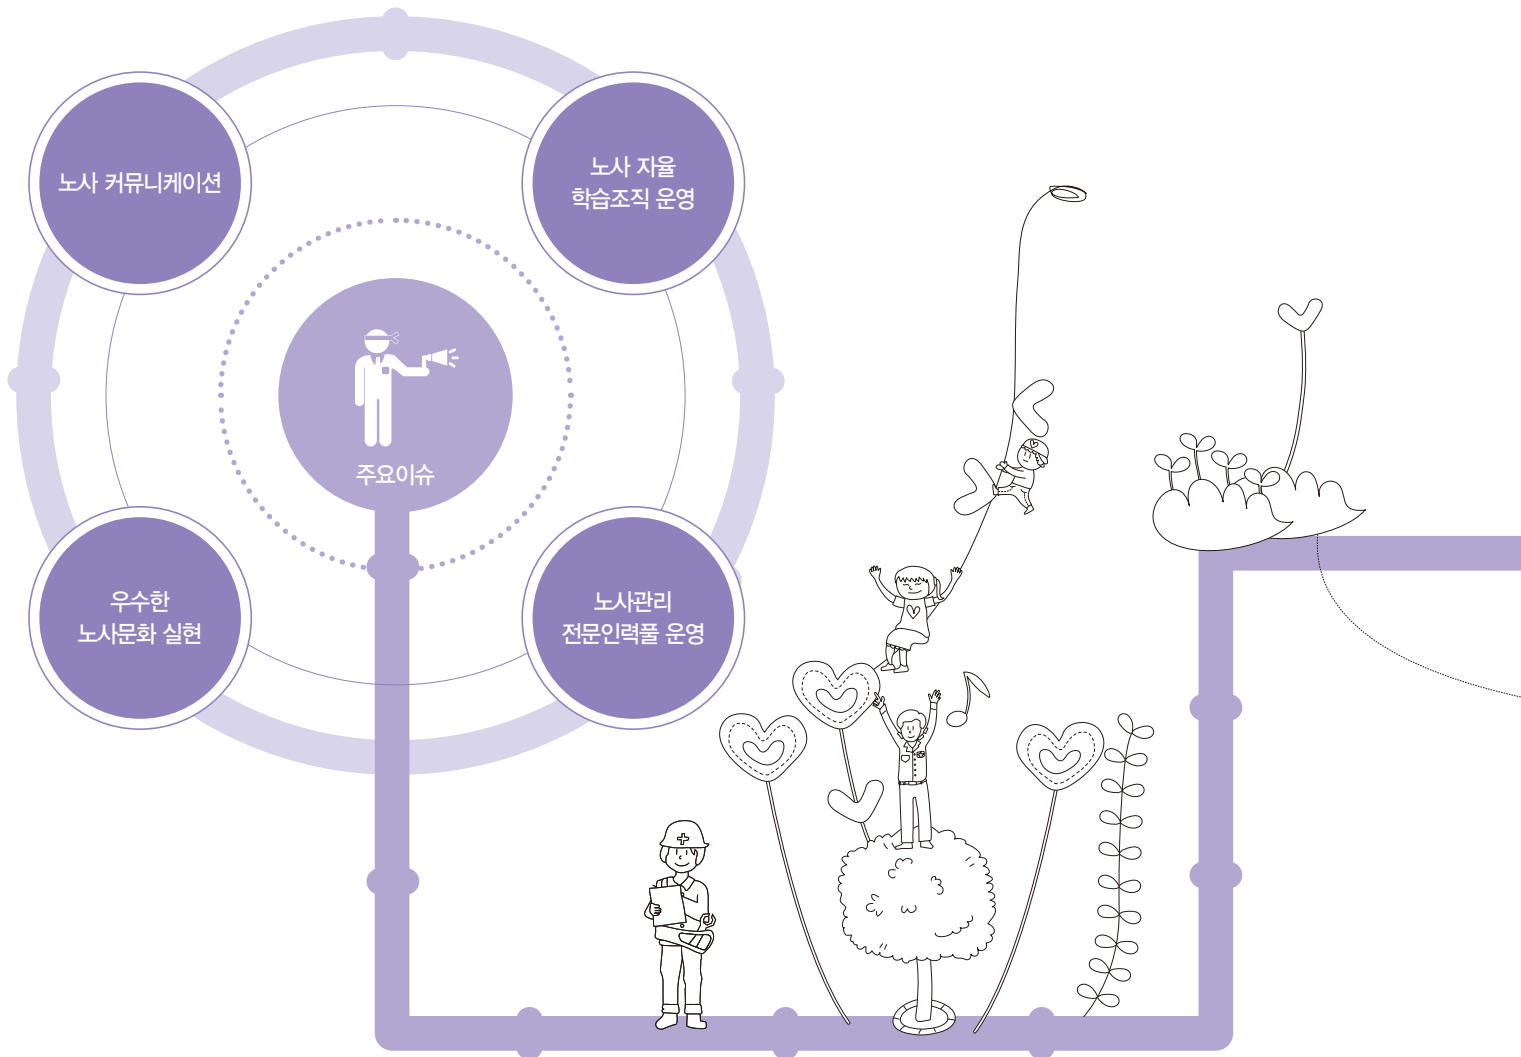 노사 커뮤니케이션
노사 자율
학습조직 운영
주요이슈
우수한
노사문화 실현
노사관리
전문인력풀 운영